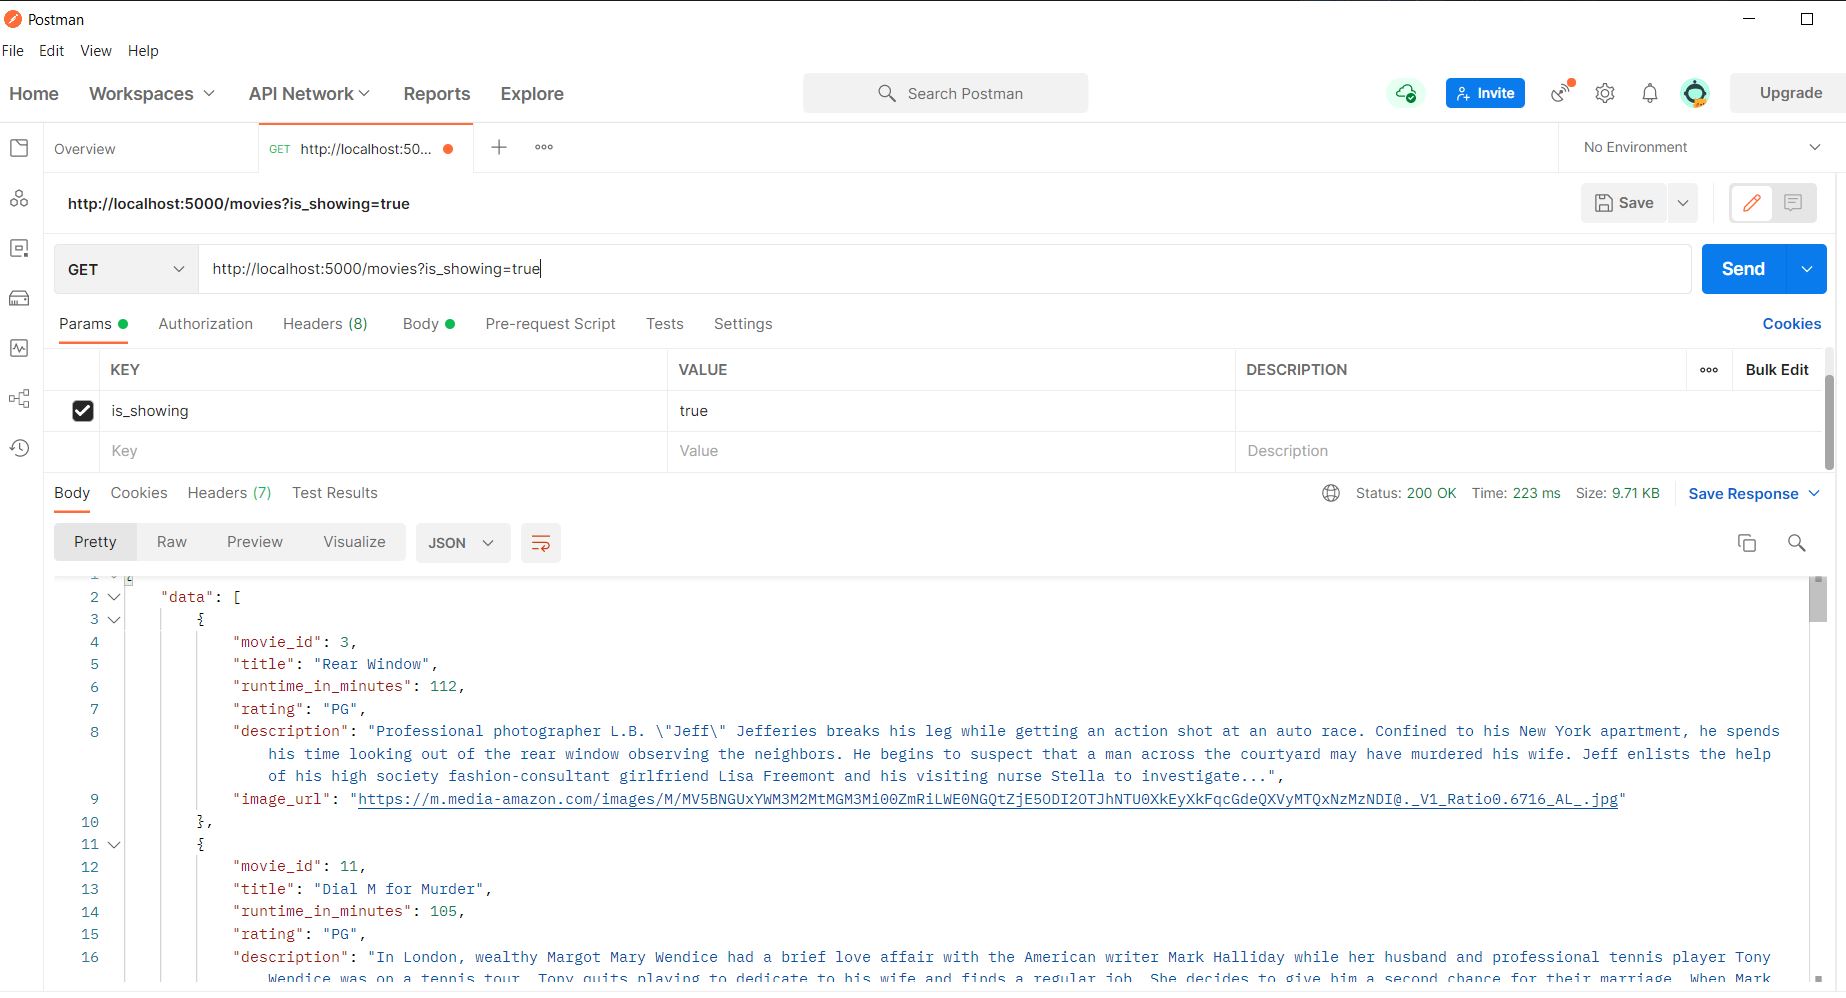 Postman
File Edit View Help
Home Workspaces API Network Reports Explore Search Postman Invite Upgrade
Overview GET http://localhost:50... No Environment
http://localhost:5000/movies?is_showing=true Save
GET http://localhost:5000/movies?is_showing=true Send
Params Authorization Headers (8) Body Pre-request Script Tests Settings Cookies
KEY VALUE DESCRIPTION Bulk Edit
is_showing true
Key Value Description
Body Cookies Headers (7) Test Results Status: 200 OK Time: 223 ms Size: 9.71 KB Save Response
Pretty Raw Preview Visualize JSON
1 {
2 "data": [
3 {
4 "movie_id": 3,
5 "title": "Rear Window",
6 "runtime_in_minutes": 112,
7 "rating": "PG",
8 "description": "Professional photographer L.B. \"Jeff\" Jefferies breaks his leg while getting an action shot at an auto race. Confined to his New York apartment, he spends
his time looking out of the rear window observing the neighbors. He begins to suspect that a man across the courtyard may have murdered his wife. Jeff enlists the help
of his high society fashion-consultant girlfriend Lisa Freemont and his visiting nurse Stella to investigate...",
9 "image_url": "https://m.media-amazon.com/images/M/MV5BNGUxYWM3M2MtMGM3Mi00ZmRiLWE0NGQtZjE5ODI2OTJhNTU0XkEyXkFqcGdeQXVyMTQxNzMzNDI@._V1_Ratio0.6716_AL_.jpg"
10 },
11 {
12 "movie_id": 11,
13 "title": "Dial M for Murder",
14 "runtime_in_minutes": 105,
15 "rating": "PG",
16 "description": "In London, wealthy Margot Mary Wendice had a brief love affair with the American writer Mark Halliday while her husband and professional tennis player Tony
Wendice was on a tennis tour. Tony quits playing to dedicate to his wife and finds a regular job. She decides to give him a second chance for their marriage. When Mark